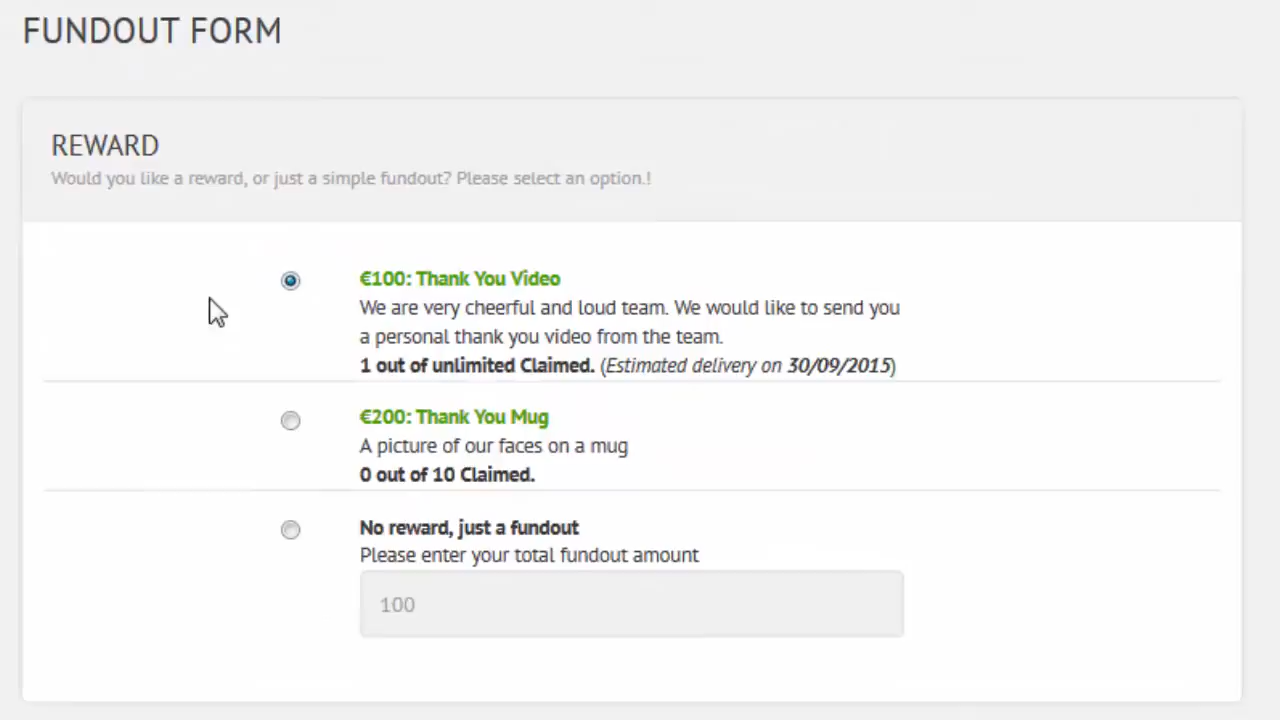 FUNDOUT FORM
REWARD
Would you like a reward, or just a simple fundout? Please select an option.!
€100: Thank You Video
We are very cheerful and loud team. We would like to send you
a personal thank you video from the team.
1 out of unlimited Claimed. (Estimated delivery on 30/09/2015)
€200: Thank You Mug
A picture of our faces on a mug
0 out of 10 Claimed.
No reward, just a fundout
Please enter your total fundout amount
100